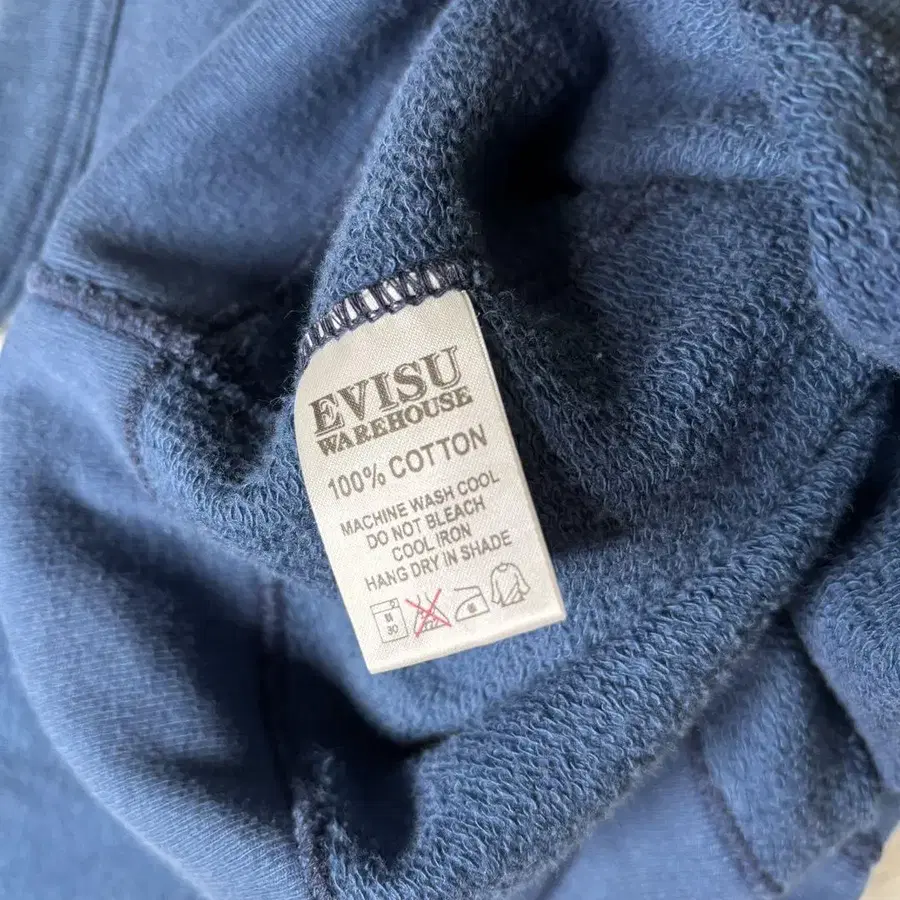 EVISU
WAREHOUSE
100% COTTON
MACHINE WASH COOL
DO NOT BLEACH
COOL IRON
HANG DRY IN SHADE
30